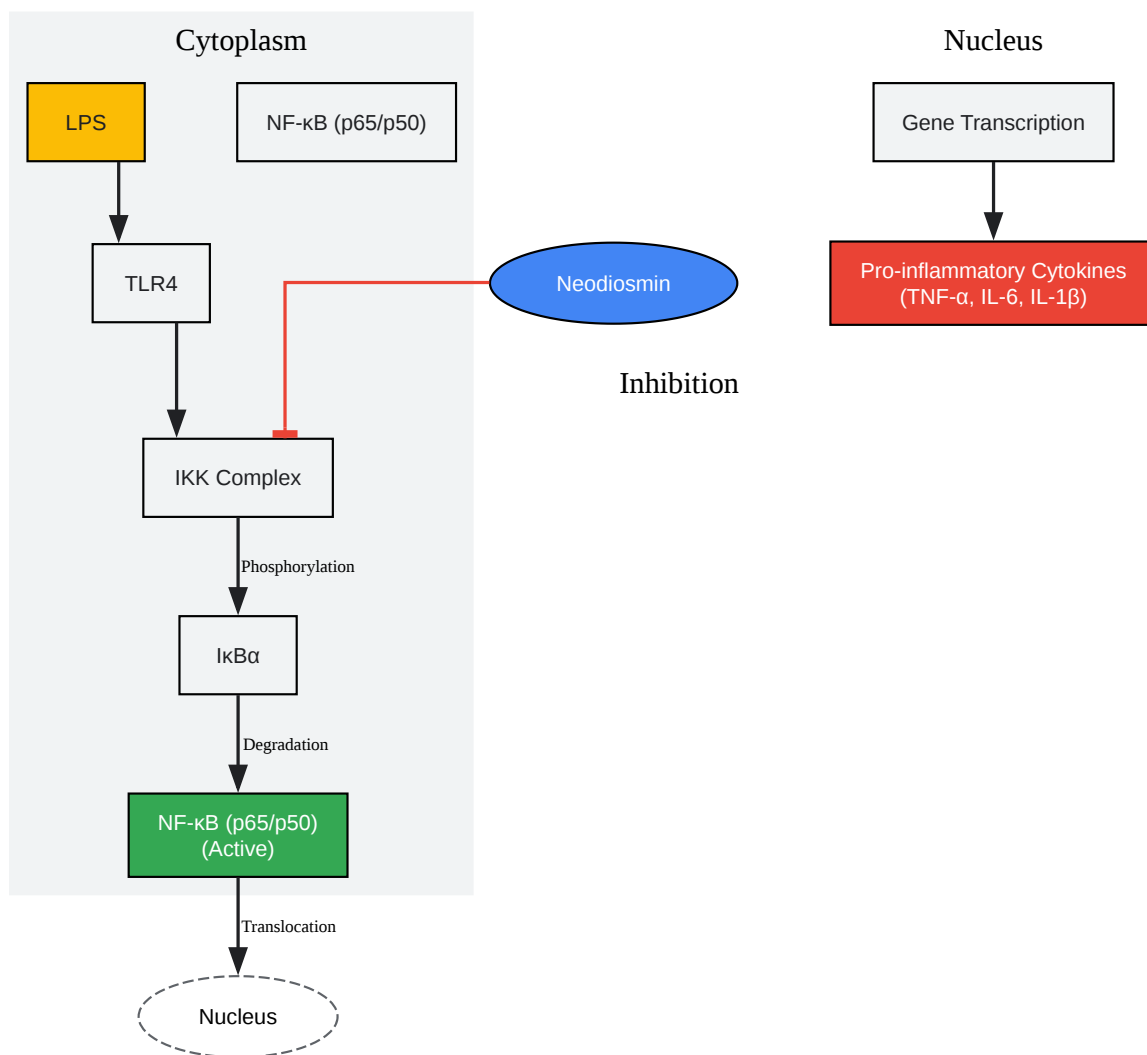 Cytoplasm
Nucleus
LPS
NF-κB (p65/p50)
Gene Transcription
TLR4
Neodiosmin
Pro-inflammatory Cytokines
(TNF-α, IL-6, IL-1β)
Inhibition
IKK Complex
Phosphorylation
IκBα
Degradation
NF-κB (p65/p50)
(Active)
Translocation
Nucleus